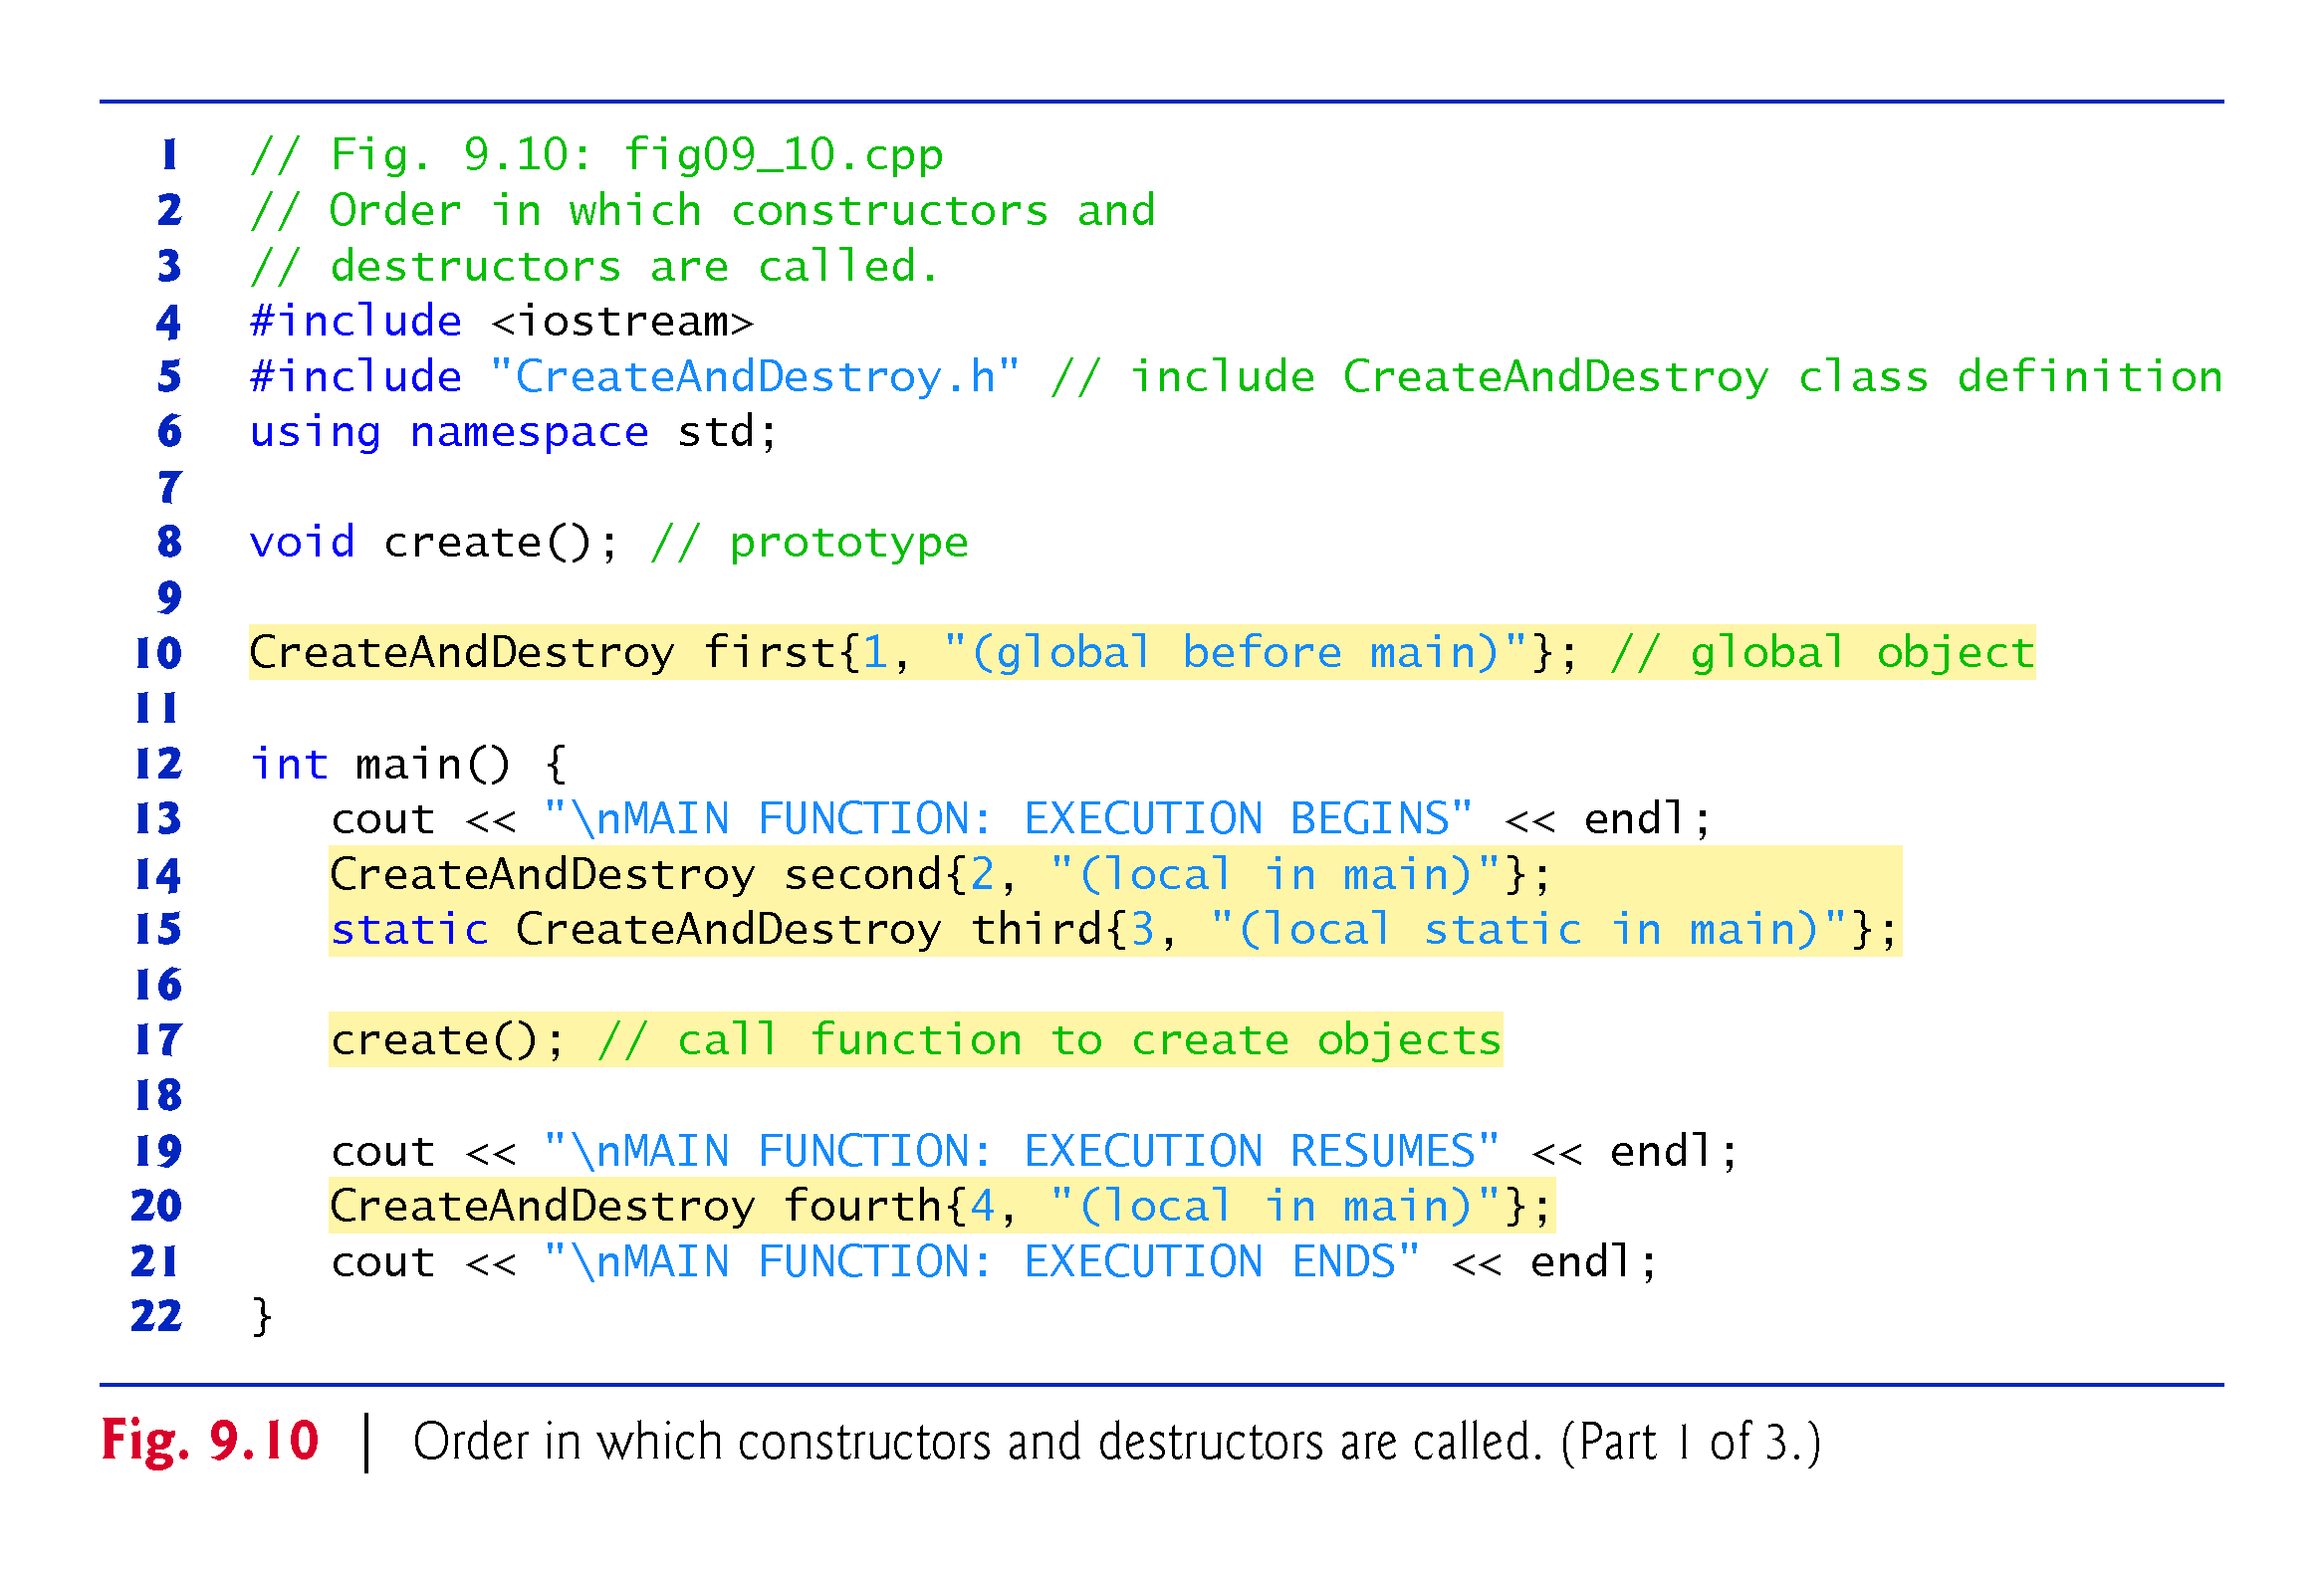 1 // Fig. 9.10: fig09_10.cpp
2 // Order in which constructors and
3 // destructors are called.
4 #include <iostream>
5 #include "CreateAndDestroy.h" // include CreateAndDestroy class definition
6 using namespace std;
7
8 void create(); // prototype
9
10 CreateAndDestroy first{1, "(global before main)"}; // global object
11
12 int main() {
13    cout << "\nMAIN FUNCTION: EXECUTION BEGINS" << endl;
14    CreateAndDestroy second{2, "(local in main)"};
15    static CreateAndDestroy third{3, "(local static in main)"};
16
17    create(); // call function to create objects
18
19    cout << "\nMAIN FUNCTION: EXECUTION RESUMES" << endl;
20    CreateAndDestroy fourth{4, "(local in main)"};
21    cout << "\nMAIN FUNCTION: EXECUTION ENDS" << endl;
22 }
Fig. 9.10 | Order in which constructors and destructors are called. (Part 1 of 3.)